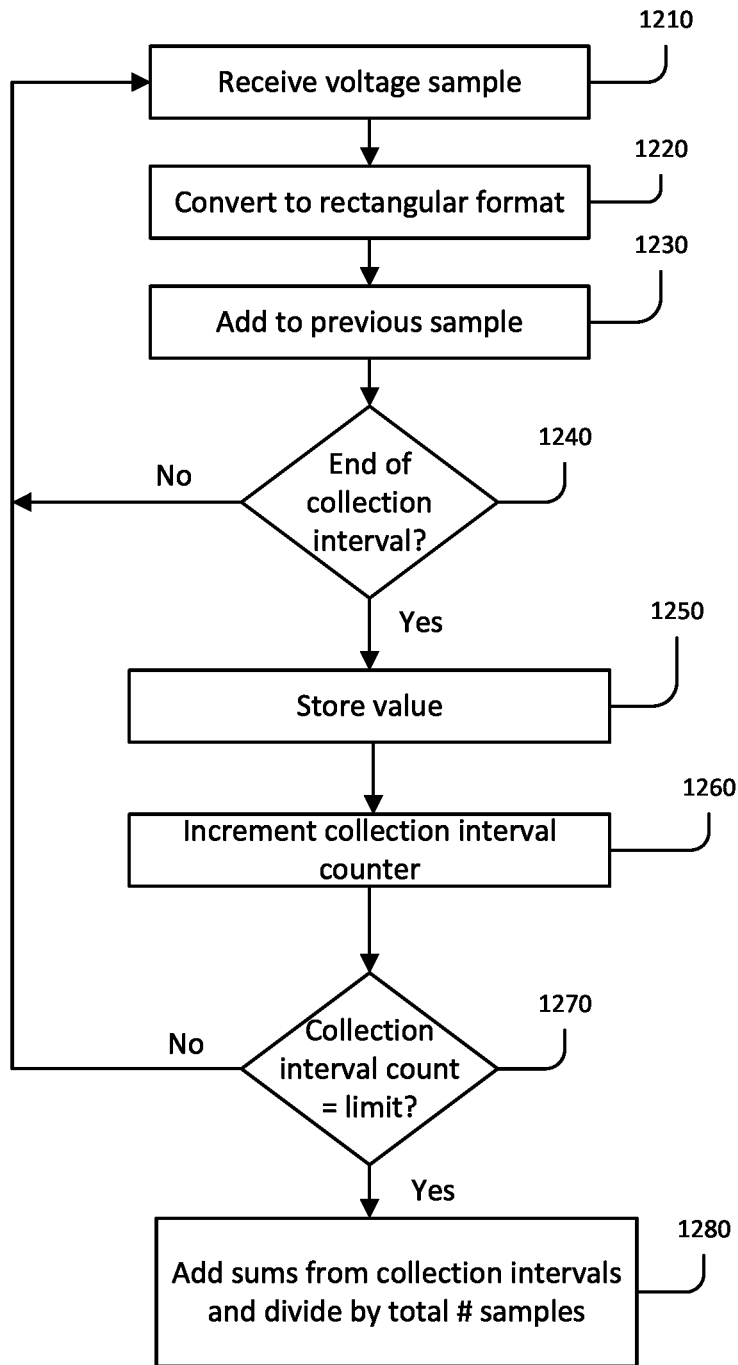 1210
Receive voltage sample
1220
Convert to rectangular format
1230
Add to previous sample
1240
No
End of
collection
interval?
Yes
1250
Store value
1260
Increment collection interval
counter
1270
No
Collection
interval count
= limit?
Yes
1280
Add sums from collection intervals
and divide by total # samples